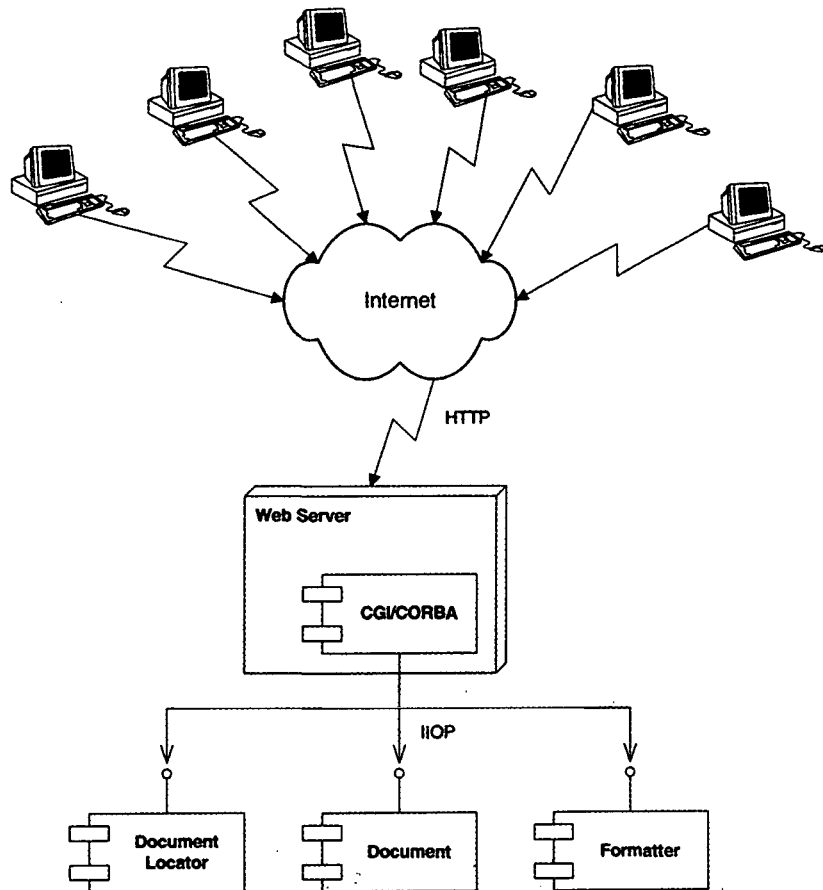 Internet
HTTP
Web Server
CGI/CORBA
IIOP
Document
Locator
Document
Formatter